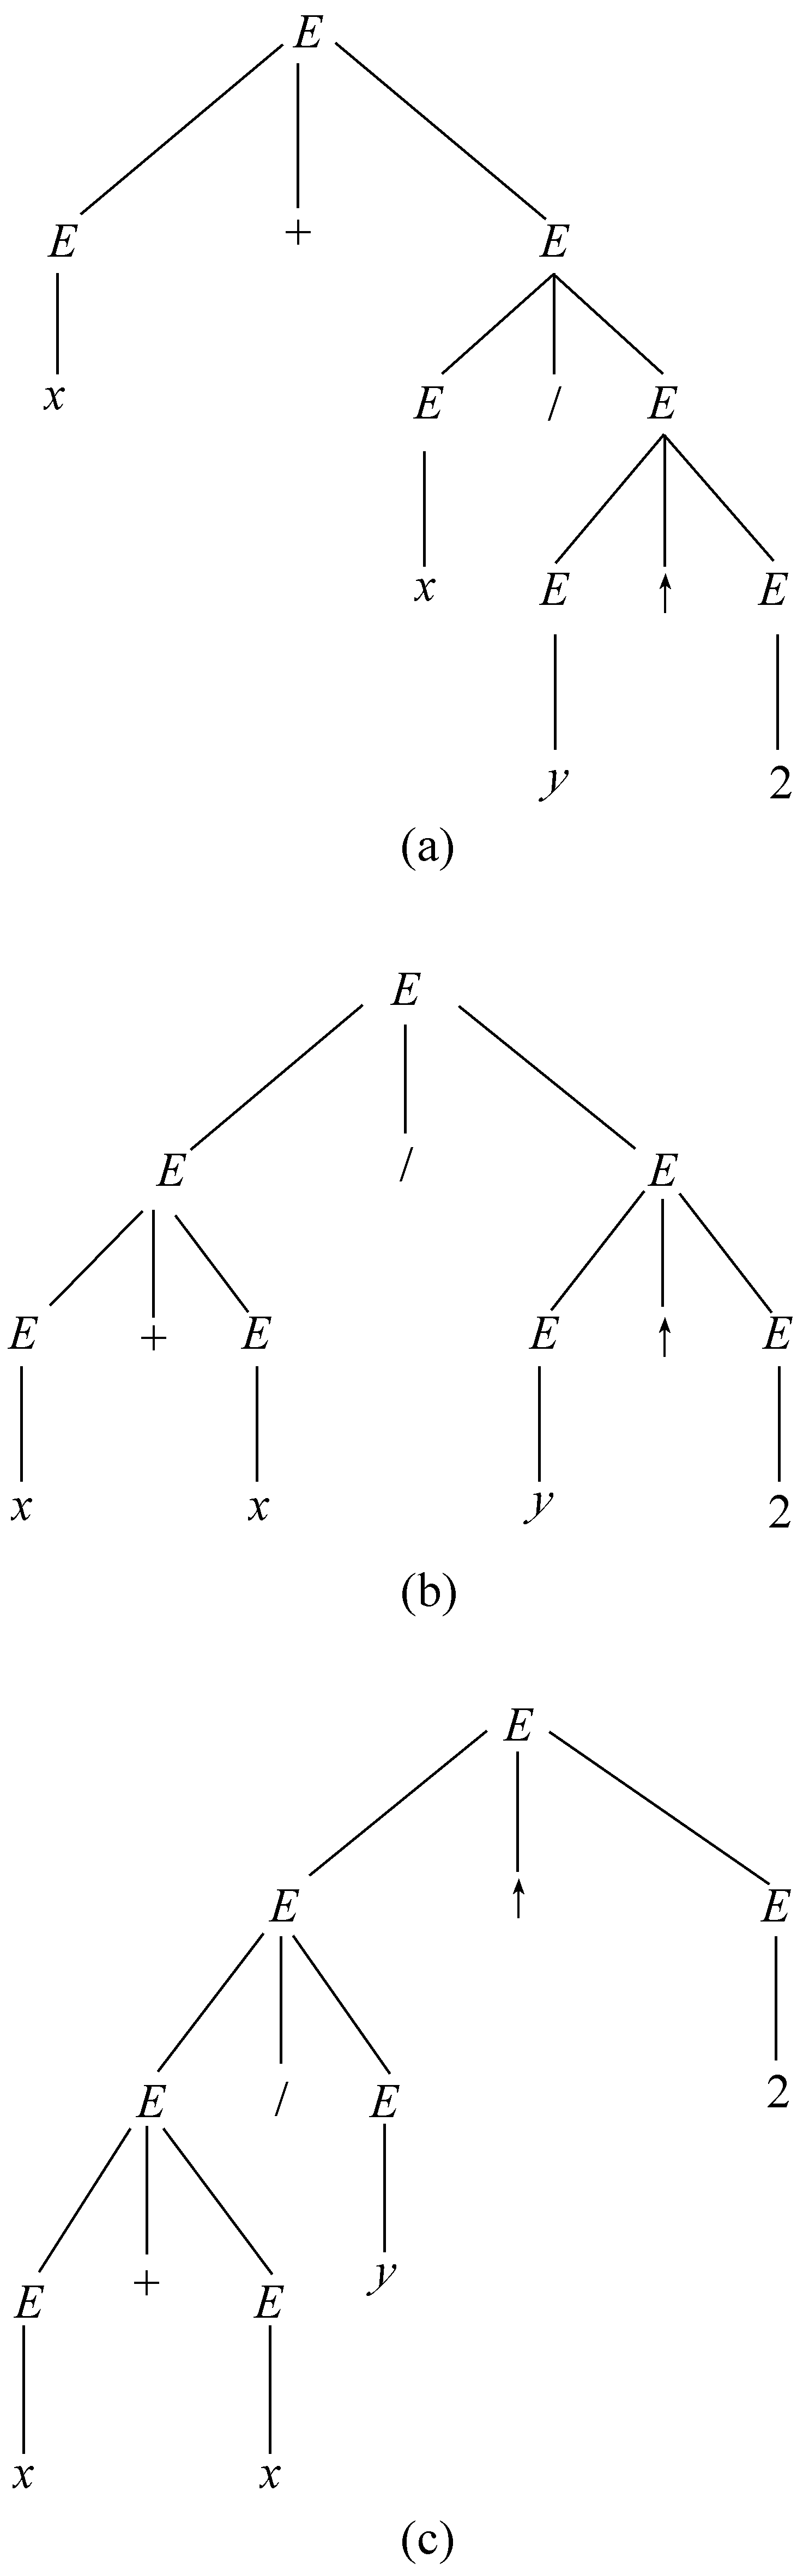 E
E + E
x E / E
x E ↑ E
y 2
(a)
E
E / E
E + E E ↑ E
x x y 2
(b)
E
E ↑ E
E / E 2
E + E y
x x
(c)